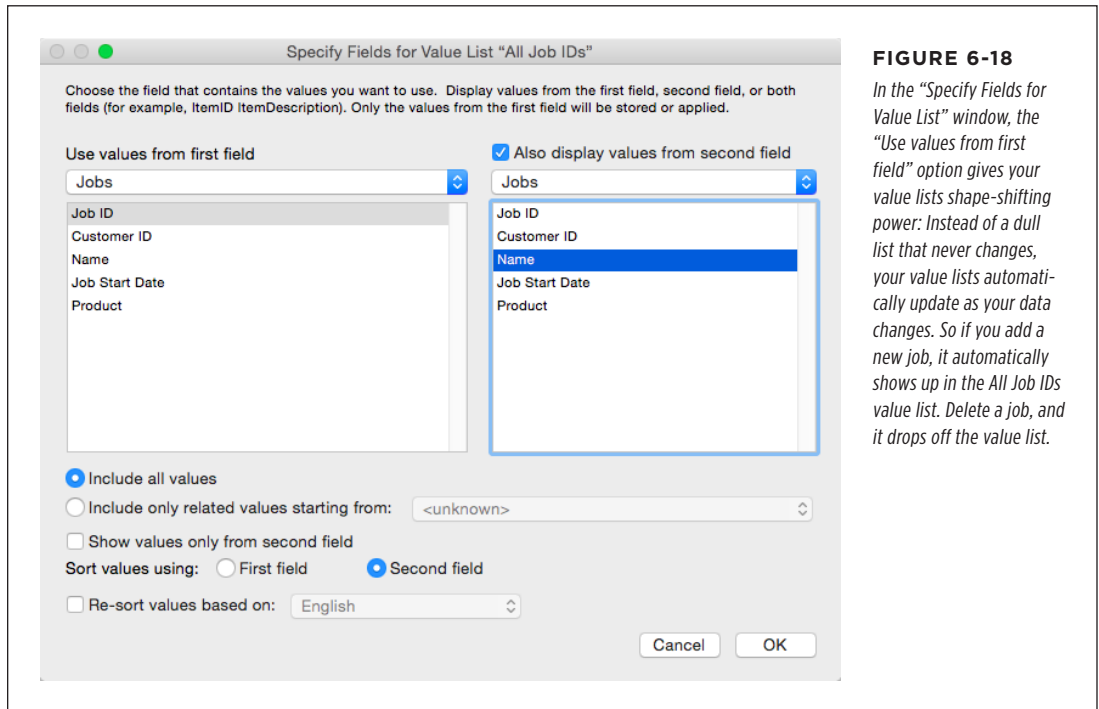 Specify Fields for Value List “All Job IDs”
Choose the field that contains the values you want to use.  Display values from the first field, second field, or both
fields (for example, ItemID ItemDescription). Only the values from the first field will be stored or applied.
Use values from first field
Also display values from second field
Jobs
Jobs
Job ID
Customer ID
Name
Job Start Date
Product
Job ID
Customer ID
Name
Job Start Date
Product
Include all values
Include only related values starting from:
<unknown>
Show values only from second field
Sort values using:
First field
Second field
Re-sort values based on:
English
Cancel
OK
FIGURE 6-18
In the “Specify Fields for
Value List” window, the
“Use values from first
field” option gives your
value lists shape-shifting
power: Instead of a dull
list that never changes,
your value lists automati-
cally update as your data
changes. So if you add a
new job, it automatically
shows up in the All Job IDs
value list. Delete a job, and
it drops off the value list.